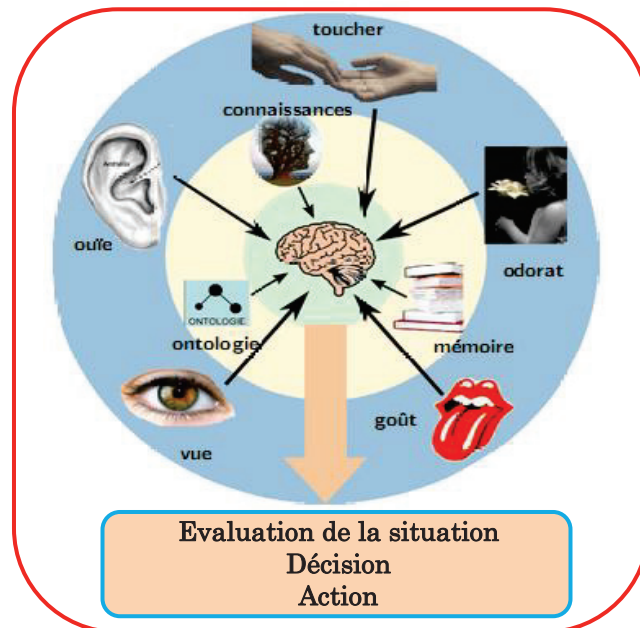 toucher
connaissances
ouïe
odorat
ONTOLOGIE
ontologie
mémoire
goût
vue
Evaluation de la situation
Décision
Action